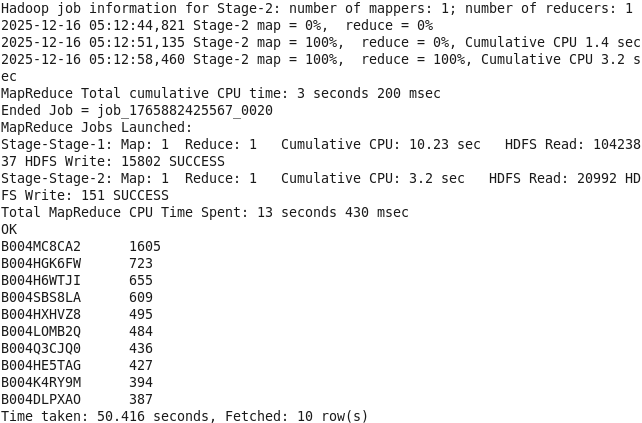 Hadoop job information for Stage-2: number of mappers: 1; number of reducers: 1
2025-12-16 05:12:44,821 Stage-2 map = 0%,  reduce = 0%
2025-12-16 05:12:51,135 Stage-2 map = 100%,  reduce = 0%, Cumulative CPU 1.4 sec
2025-12-16 05:12:58,460 Stage-2 map = 100%,  reduce = 100%, Cumulative CPU 3.2 s
ec
MapReduce Total cumulative CPU time: 3 seconds 200 msec
Ended Job = job_1765882425567_0020
MapReduce Jobs Launched:
Stage-Stage-1: Map: 1  Reduce: 1   Cumulative CPU: 10.23 sec   HDFS Read: 104238
37 HDFS Write: 15802 SUCCESS
Stage-Stage-2: Map: 1  Reduce: 1   Cumulative CPU: 3.2 sec   HDFS Read: 20992 HD
FS Write: 151 SUCCESS
Total MapReduce CPU Time Spent: 13 seconds 430 msec
OK
B004MC8CA2      1605
B004HGK6FW      723
B004H6WTJI      655
B004SBS8LA      609
B004HXHVZ8      495
B004LOMB2Q      484
B004Q3CJQ0      436
B004HE5TAG      427
B004K4RY9M      394
B004DLPXAO      387
Time taken: 50.416 seconds, Fetched: 10 row(s)